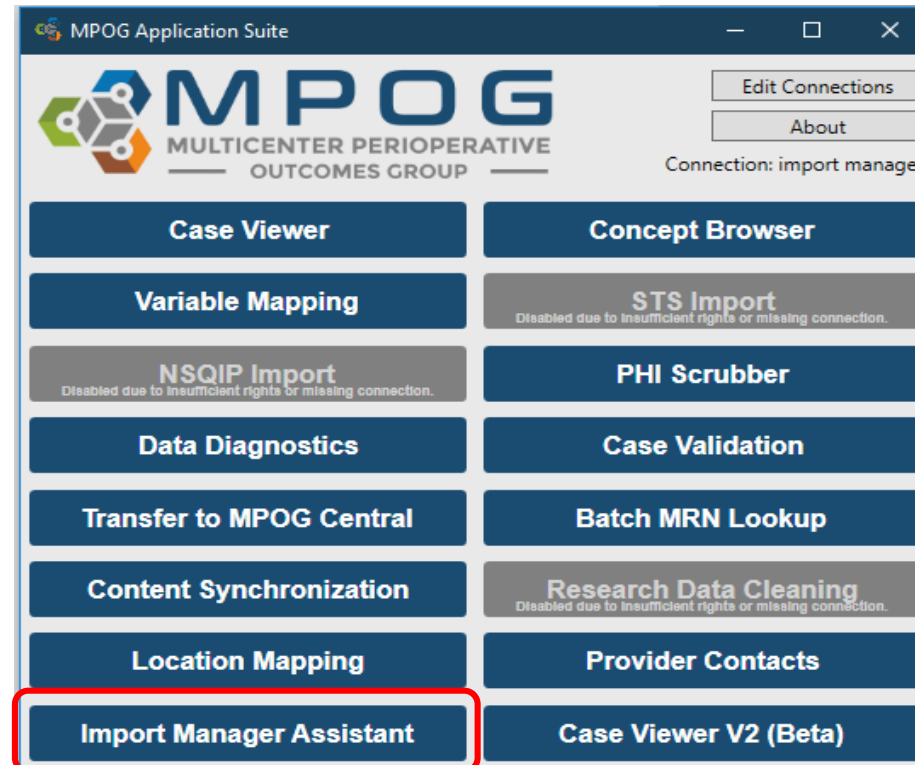 MPOG Application Suite
MPOG
MULTICENTER PERIOPERATIVE
OUTCOMES GROUP
Edit Connections
About
Connection: import manage
Case Viewer
Concept Browser
Variable Mapping
STS Import
Disabled due to insufficient rights or missing connection.
NSQIP Import
Disabled due to insufficient rights or missing connection.
PHI Scrubber
Data Diagnostics
Case Validation
Transfer to MPOG Central
Batch MRN Lookup
Content Synchronization
Research Data Cleaning
Disabled due to insufficient rights or missing connection.
Location Mapping
Provider Contacts
Import Manager Assistant
Case Viewer V2 (Beta)